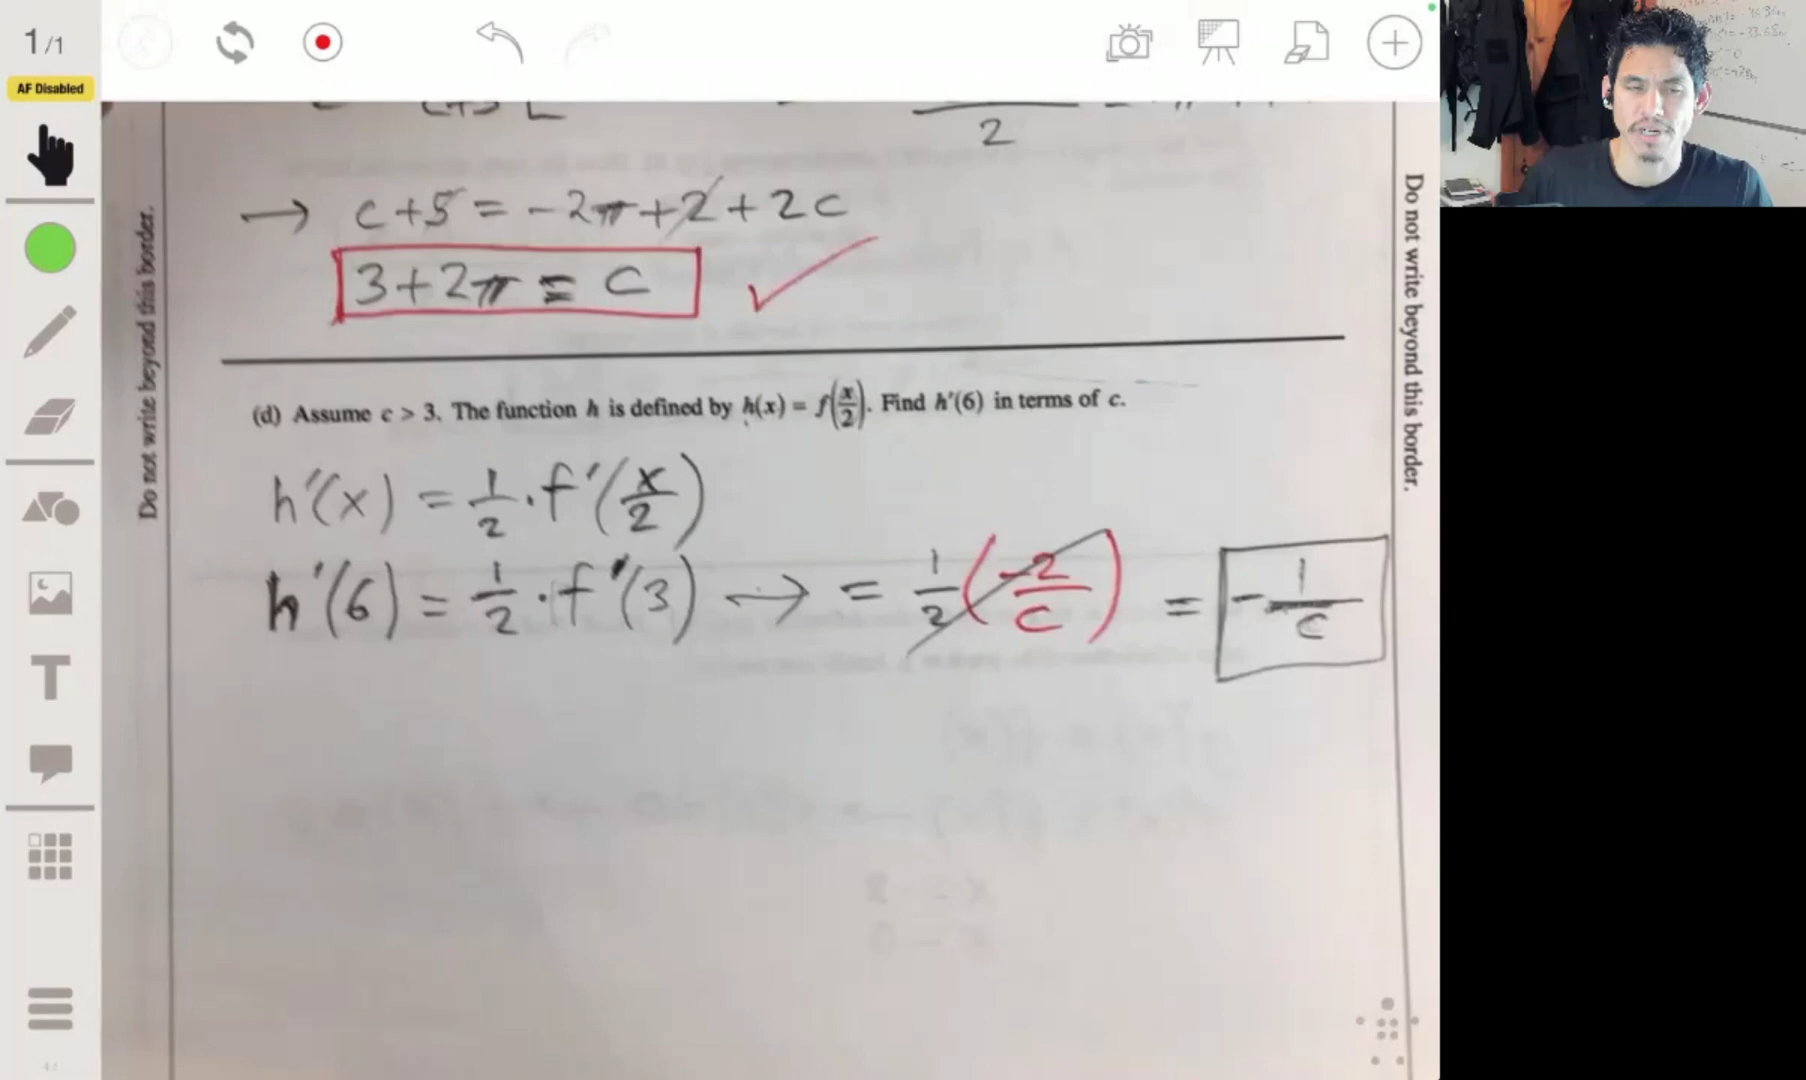 1/1
AF Disabled
2
→ c+5 = -2π+2+2c
3+2π = c
Do not write beyond this border.
Do not write beyond this border.
(d) Assume c > 3. The function h is defined by h(x) = f(x/2). Find h'(6) in terms of c.
h'(x) = 1/2 · f'(x/2)
h'(6) = 1/2 · f'(3) → = 1/2 (-2/c) = -1/c
T